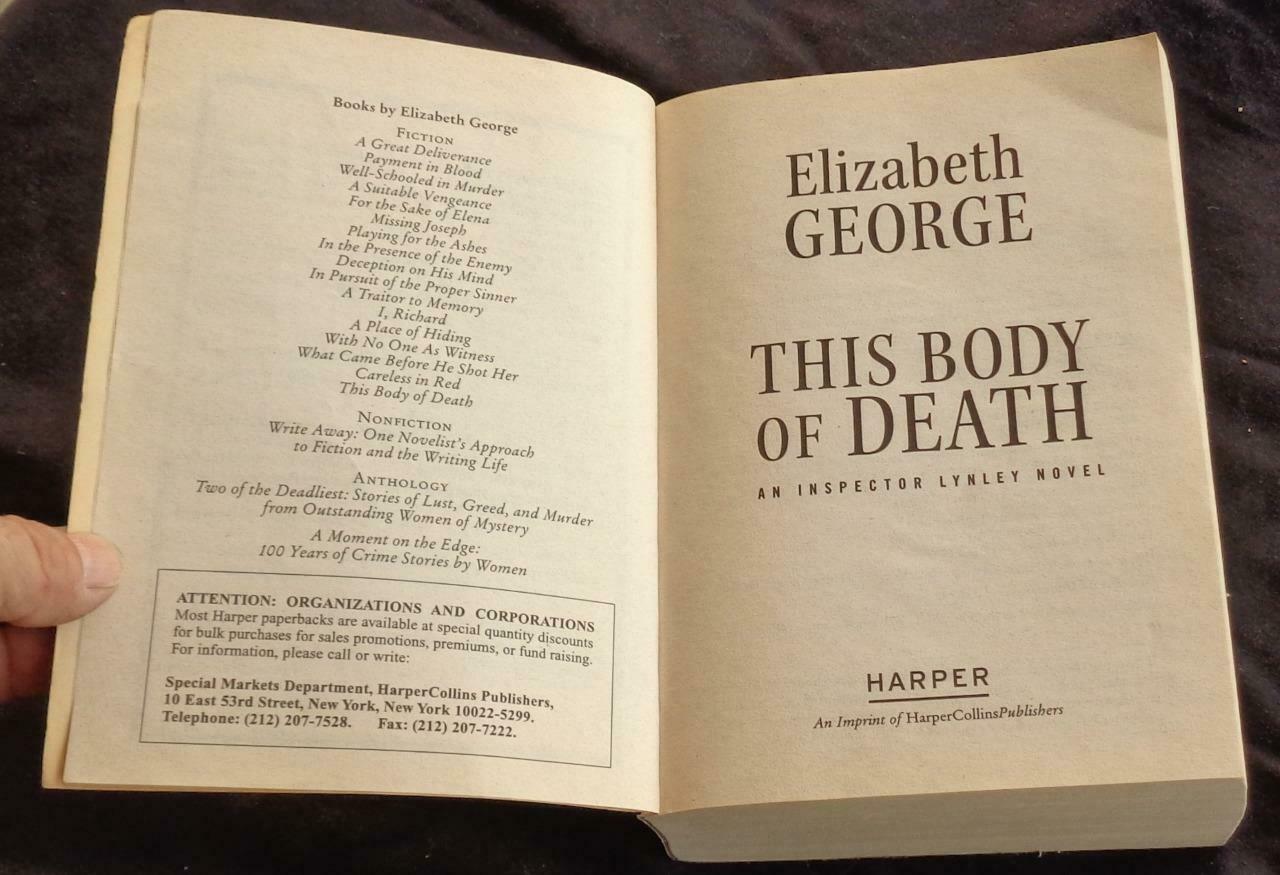 Books by Elizabeth George
FICTION
A Great Deliverance
Payment in Blood
Well-Schooled in Murder
A Suitable Vengeance
For the Sake of Elena
Missing Joseph
Playing for the Ashes
In the Presence of the Enemy
Deception on His Mind
In Pursuit of the Proper Sinner
A Traitor to Memory
I, Richard
A Place of Hiding
With No One As Witness
What Came Before He Shot Her
Careless in Red
This Body of Death
NONFICTION
Write Away: One Novelist's Approach
to Fiction and the Writing Life
ANTHOLOGY
Two of the Deadliest: Stories of Lust, Greed, and Murder
from Outstanding Women of Mystery
A Moment on the Edge:
100 Years of Crime Stories by Women
ATTENTION: ORGANIZATIONS AND CORPORATIONS
Most Harper paperbacks are available at special quantity discounts
for bulk purchases for sales promotions, premiums, or fund raising.
For information, please call or write:
Special Markets Department, HarperCollins Publishers,
10 East 53rd Street, New York, New York 10022-5299.
Telephone: (212) 207-7528. Fax: (212) 207-7222.
Elizabeth
GEORGE
THIS BODY
OF DEATH
AN INSPECTOR LYNLEY NOVEL
HARPER
An Imprint of HarperCollinsPublishers